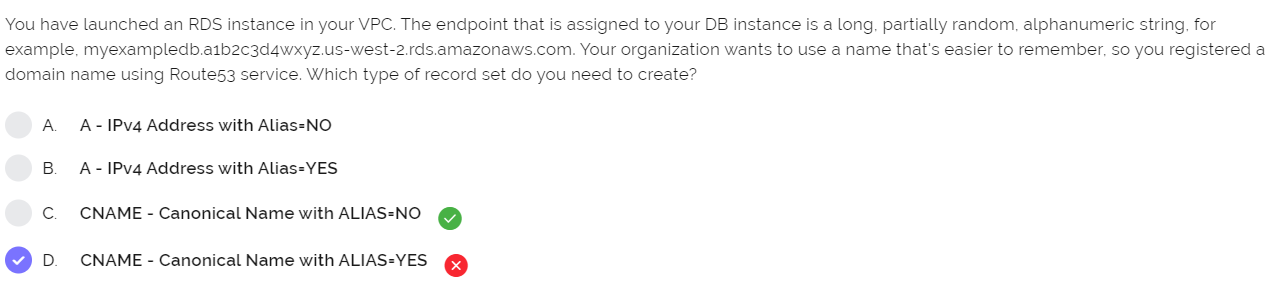 You have launched an RDS instance in your VPC. The endpoint that is assigned to your DB instance is a long, partially random, alphanumeric string, for
example, myexampledb.a1b2c3d4wxyz.us-west-2.rds.amazonaws.com. Your organization wants to use a name that's easier to remember, so you registered a
domain name using Route53 service. Which type of record set do you need to create?
A. A - IPv4 Address with Alias=NO
B. A - IPv4 Address with Alias=YES
C. CNAME - Canonical Name with ALIAS=NO
D. CNAME - Canonical Name with ALIAS=YES